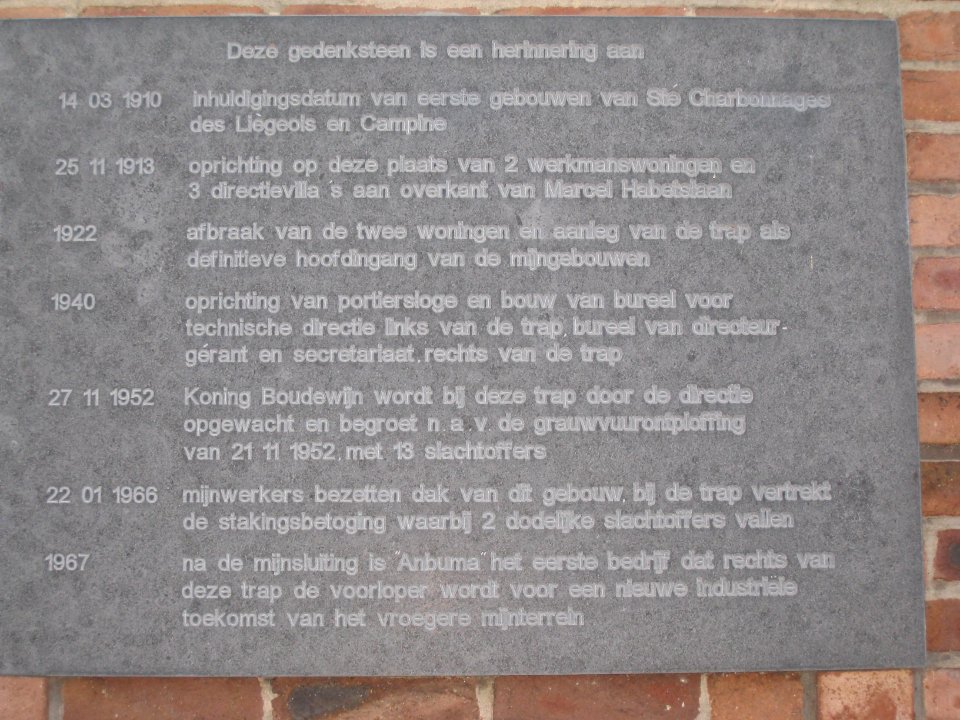 Deze gedenksteen is een herinnering aan
14 03 1910 inhuldigingsdatum van eerste gebouwen van Ste Charbonnages
des Liègeois en Campine
25 11 1913 oprichting op deze plaats van 2 werkmanswoningen en
3 directievilla's aan overkant van Marcel Habetslaan
1922 afbraak van de twee woningen en aanleg van de trap als
definitieve hoofdingang van de mijngebouwen
1940 oprichting van portiersloge en bouw van bureel voor
technische directie links van de trap, bureel van directeur-
gérant en secretariaat, rechts van de trap
27 11 1952 Koning Boudewijn wordt bij deze trap door de directie
opgewacht en begroet n.a.v. de grauwvuurontploffing
van 21 11 1952, met 13 slachtoffers
22 01 1966 mijnwerkers bezetten dak van dit gebouw, bij de trap vertrekt
de stakingsbetoging waarbij 2 dodelijke slachtoffers vallen
1967 na de mijnsluiting is "Anbuma" het eerste bedrijf dat rechts van
deze trap de voorloper wordt voor een nieuwe industriële
toekomst van het vroegere mijnterrein